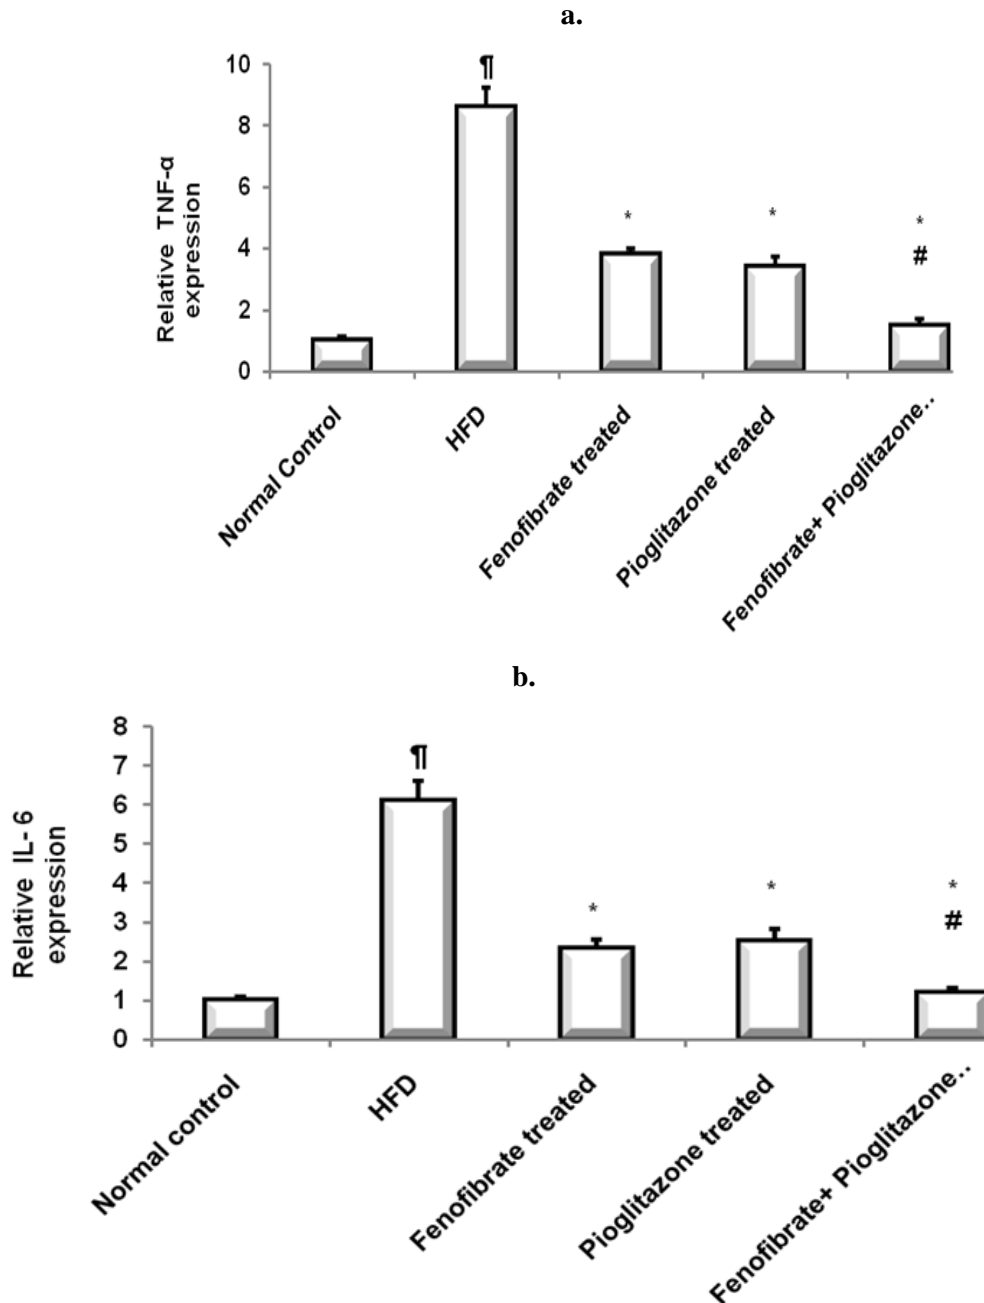 a.
Relative TNF-α
expression
10
8
6
4
2
0
¶
*
*
*
#
Normal Control
HFD
Fenofibrate treated
Pioglitazone treated
Fenofibrate+ Pioglitazone..
b.
Relative IL- 6
expression
8
7
6
5
4
3
2
1
0
¶
*
*
*
#
Normal control
HFD
Fenofibrate treated
Pioglitazone treated
Fenofibrate+ Pioglitazone..